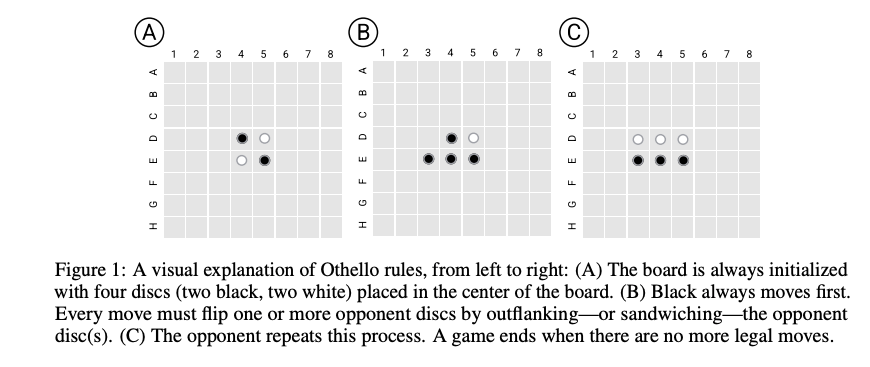 A B C
1 2 3 4 5 6 7 8 1 2 3 4 5 6 7 8 1 2 3 4 5 6 7 8
A A A
B B B
C C C
D D D
E E E
F F F
G G G
H H H
Figure 1: A visual explanation of Othello rules, from left to right: (A) The board is always initialized
with four discs (two black, two white) placed in the center of the board. (B) Black always moves first.
Every move must flip one or more opponent discs by outflanking—or sandwiching—the opponent
disc(s). (C) The opponent repeats this process. A game ends when there are no more legal moves.